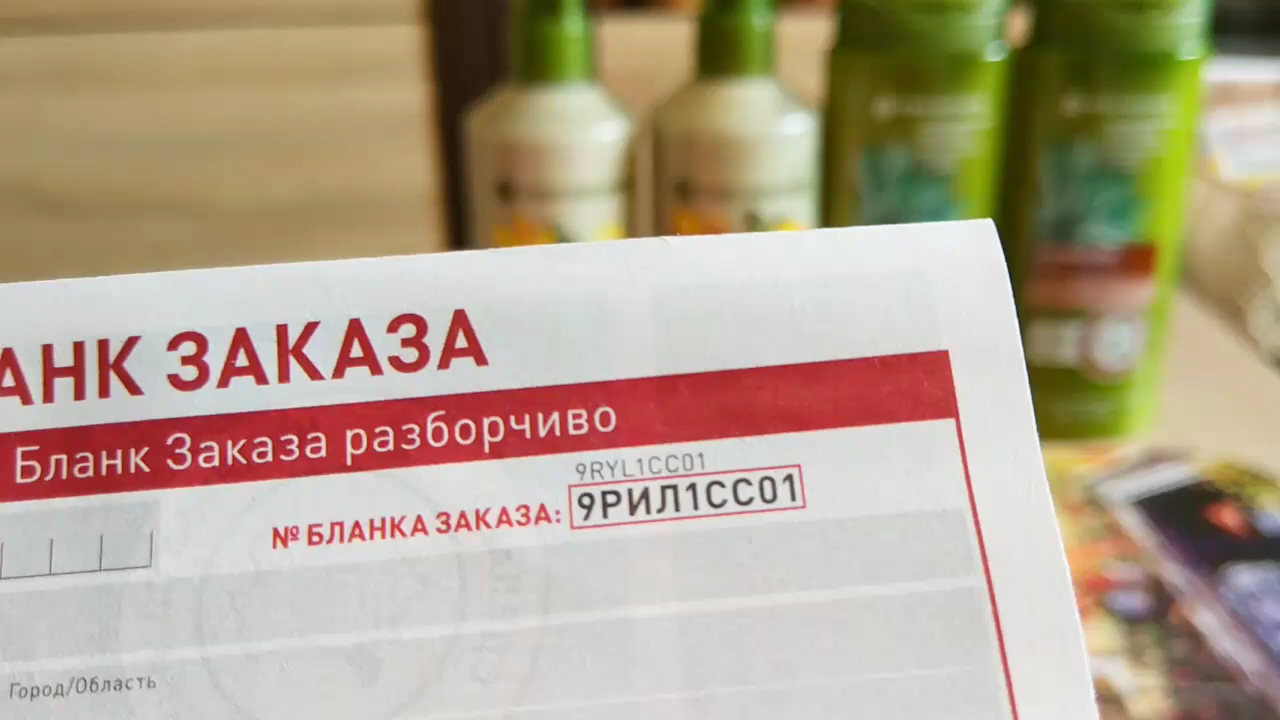 АНК ЗАКАЗА
Бланк Заказа разборчиво
9RYL1CC01
№ БЛАНКА ЗАКАЗА: 9РИЛ1СС01
Город/Область